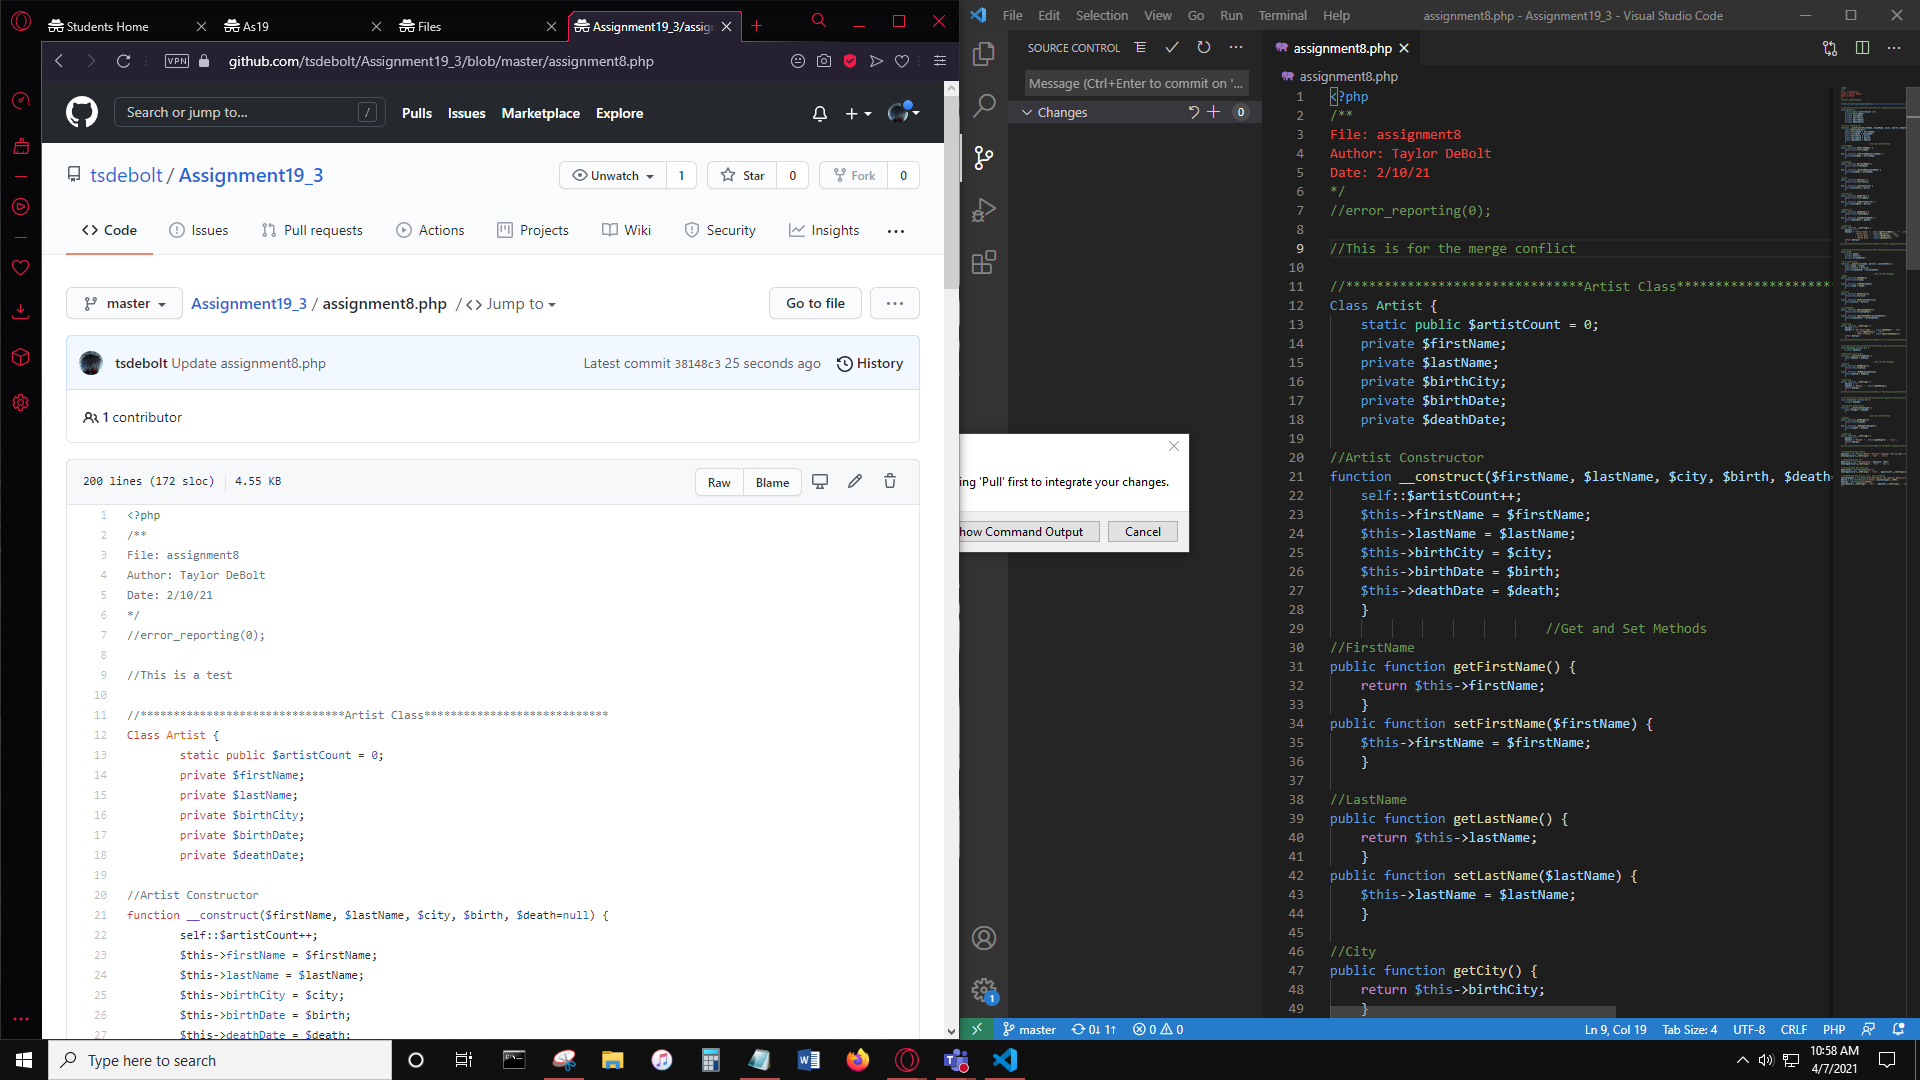 Students Home
As19
Files
Assignment19_3/assig
VPN
github.com/tsdebolt/Assignment19_3/blob/master/assignment8.php
Search or jump to...
/
Pulls
Issues
Marketplace
Explore
tsdebolt / Assignment19_3
Unwatch
1
Star
0
Fork
0
Code
Issues
Pull requests
Actions
Projects
Wiki
Security
Insights
master
Assignment19_3 / assignment8.php / <> Jump to
Go to file
tsdebolt Update assignment8.php
Latest commit 38148c3 25 seconds ago
History
1 contributor
200 lines (172 sloc)
4.55 KB
Raw
Blame
1 <?php
2 /**
3 File: assignment8
4 Author: Taylor DeBolt
5 Date: 2/10/21
6 */
7 //error_reporting(0);
8
9 //This is a test
10
11 //*******************************Artist Class****************************
12 Class Artist {
13 static public $artistCount = 0;
14 private $firstName;
15 private $lastName;
16 private $birthCity;
17 private $birthDate;
18 private $deathDate;
19
20 //Artist Constructor
21 function __construct($firstName, $lastName, $city, $birth, $death=null) {
22 self::$artistCount++;
23 $this->firstName = $firstName;
24 $this->lastName = $lastName;
25 $this->birthCity = $city;
26 $this->birthDate = $birth;
27 $this->deathDate = $death;
File
Edit
Selection
View
Go
Run
Terminal
Help
assignment8.php - Assignment19_3 - Visual Studio Code
SOURCE CONTROL
Message (Ctrl+Enter to commit on '...
Changes
0
assignment8.php
assignment8.php
1 <?php
2 /**
3 File: assignment8
4 Author: Taylor DeBolt
5 Date: 2/10/21
6 */
7 //error_reporting(0);
8
9 //This is for the merge conflict
10
11 //*******************************Artist Class********************
12 Class Artist {
13 static public $artistCount = 0;
14 private $firstName;
15 private $lastName;
16 private $birthCity;
17 private $birthDate;
18 private $deathDate;
19
20 //Artist Constructor
21 function __construct($firstName, $lastName, $city, $birth, $death=
22 self::$artistCount++;
23 $this->firstName = $firstName;
24 $this->lastName = $lastName;
25 $this->birthCity = $city;
26 $this->birthDate = $birth;
27 $this->deathDate = $death;
28 }
29 //Get and Set Methods
30 //FirstName
31 public function getFirstName() {
32 return $this->firstName;
33 }
34 public function setFirstName($firstName) {
35 $this->firstName = $firstName;
36 }
37
38 //LastName
39 public function getLastName() {
40 return $this->lastName;
41 }
42 public function setLastName($lastName) {
43 $this->lastName = $lastName;
44 }
45
46 //City
47 public function getCity() {
48 return $this->birthCity;
49 }
ing 'Pull' first to integrate your changes.
how Command Output
Cancel
1
master
0↓ 1↑
0
0
Ln 9, Col 19
Tab Size: 4
UTF-8
CRLF
PHP
Type here to search
10:58 AM
4/7/2021